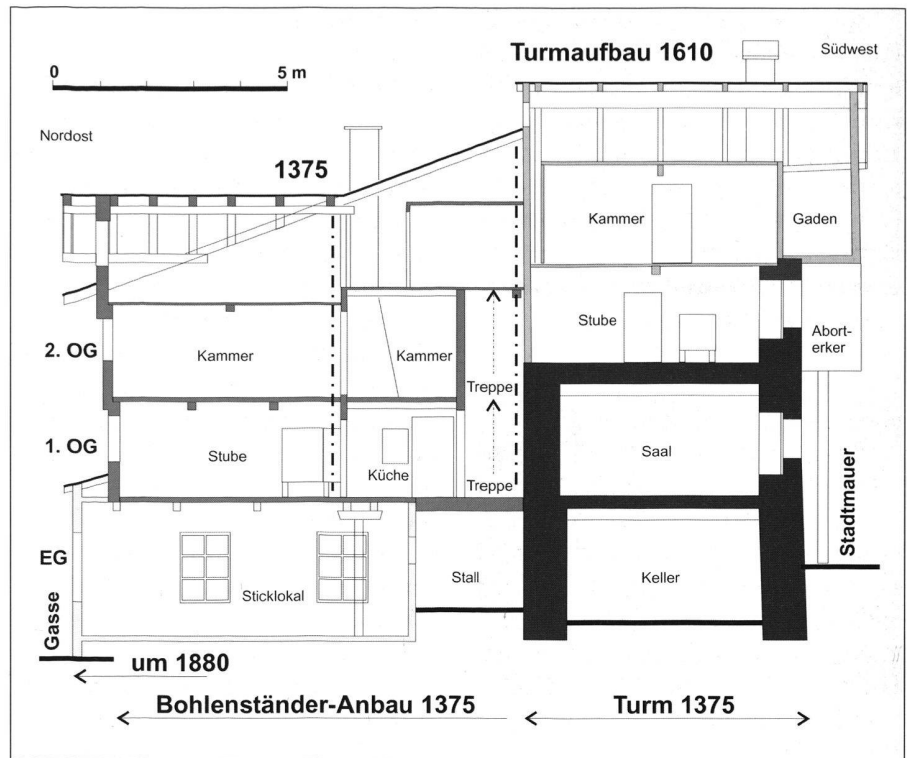 Turmaufbau 1610
Südwest
0 5 m
Nordost
1375
Kammer
Gaden
Stube
Abort-
erker
2. OG
Kammer
Kammer
Treppe
1. OG
Stube
Küche
Treppe
Saal
Stadtmauer
EG
Gasse
Sticklokal
Stall
Keller
um 1880
Bohlenständer-Anbau 1375
Turm 1375